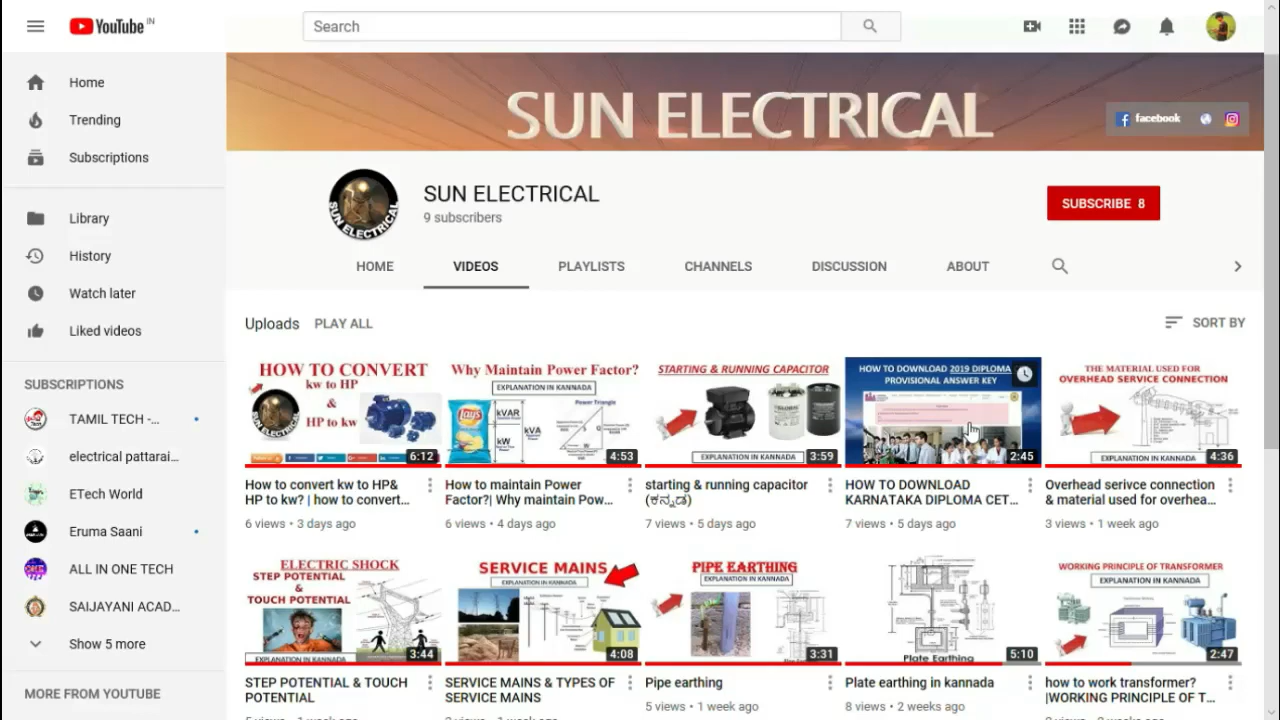 YouTube IN
Search
Home
Trending
Subscriptions
Library
History
Watch later
Liked videos
SUBSCRIPTIONS
TAMIL TECH -...
electrical pattarai...
ETech World
Eruma Saani
ALL IN ONE TECH
SAIJAYANI ACAD...
Show 5 more
MORE FROM YOUTUBE
SUN ELECTRICAL
facebook
SUN ELECTRICAL
SUN ELECTRICAL
9 subscribers
SUBSCRIBE 8
HOME VIDEOS PLAYLISTS CHANNELS DISCUSSION ABOUT
Uploads PLAY ALL
SORT BY
HOW TO CONVERT
kw to HP
&
HP to kw
SUN ELECTRICAL
6:12
How to convert kw to HP&
HP to kw? | how to convert...
6 views • 3 days ago
Why Maintain Power Factor?
EXPLANATION IN KANNADA
Power Triangle
Lays
kVAR
kW
kVA
4:53
How to maintain Power
Factor?| Why maintain Pow...
6 views • 4 days ago
STARTING & RUNNING CAPACITOR
EXPLANATION IN KANNADA
3:59
starting & running capacitor
(ಕನ್ನಡ)
7 views • 5 days ago
HOW TO DOWNLOAD 2019 DIPLOMA
PROVISIONAL ANSWER KEY
2:45
HOW TO DOWNLOAD
KARNATAKA DIPLOMA CET...
7 views • 5 days ago
THE MATERIAL USED FOR
OVERHEAD SERVICE CONNECTION
EXPLANATION IN KANNADA
4:36
Overhead serivce connection
& material used for overhea...
3 views • 1 week ago
ELECTRIC SHOCK
STEP POTENTIAL
&
TOUCH POTENTIAL
EXPLANATION IN KANNADA
3:44
STEP POTENTIAL & TOUCH
POTENTIAL
SERVICE MAINS
EXPLANATION IN KANNADA
4:08
SERVICE MAINS & TYPES OF
SERVICE MAINS
PIPE EARTHING
EXPLANATION IN KANNADA
3:31
Pipe earthing
5 views • 1 week ago
Plate Earthing
5:10
Plate earthing in kannada
8 views • 2 weeks ago
WORKING PRINCIPLE OF TRANSFORMER
EXPLANATION IN KANNADA
2:47
how to work transformer?
|WORKING PRINCIPLE OF T...